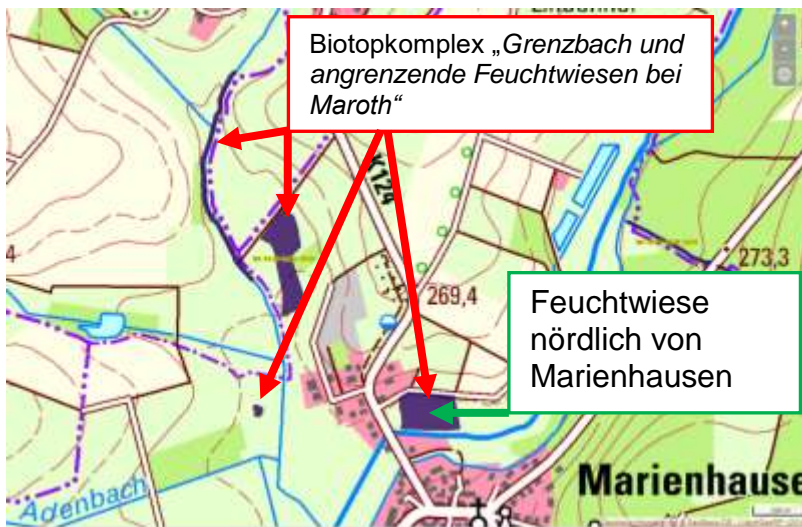 Biotopkomplex „Grenzbach und
angrenzende Feuchtwiesen bei
Maroth“
K124
273,3
4
269,4
Feuchtwiese
nördlich von
Marienhausen
Marienhause
Adenbach